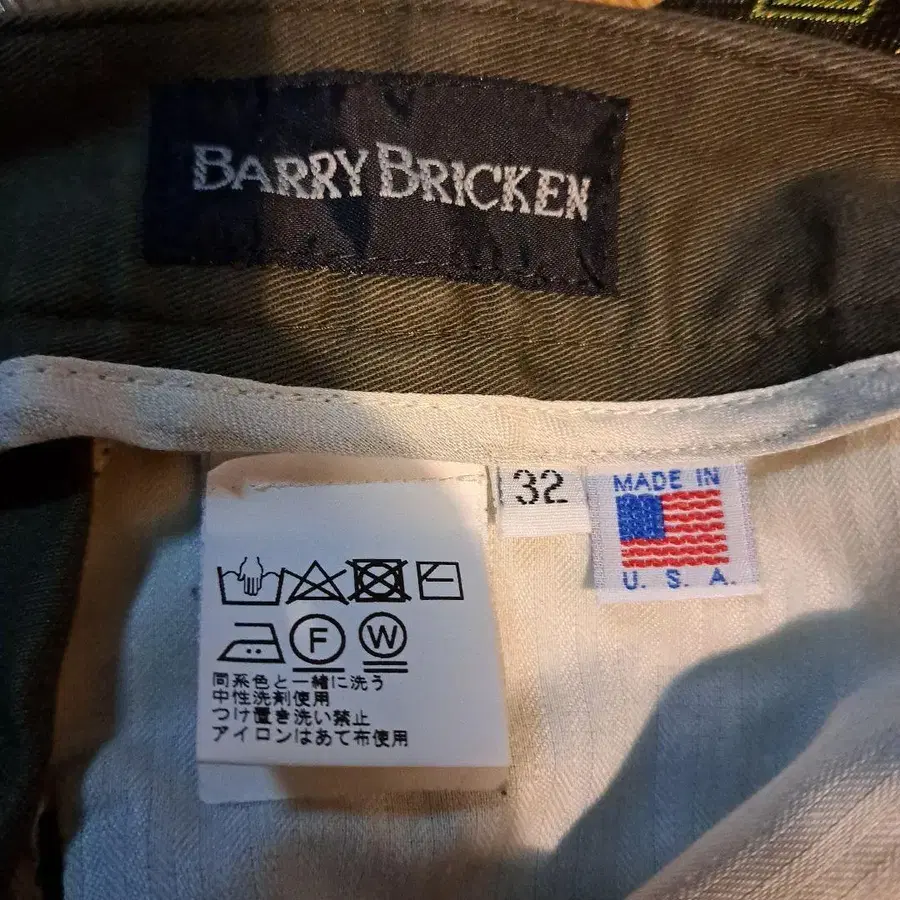 BARRY BRICKEN
32
MADE IN
U. S. A.
F
W
同系色と一緒に洗う
中性洗剤使用
つけ置き洗い禁止
アイロンはあて布使用